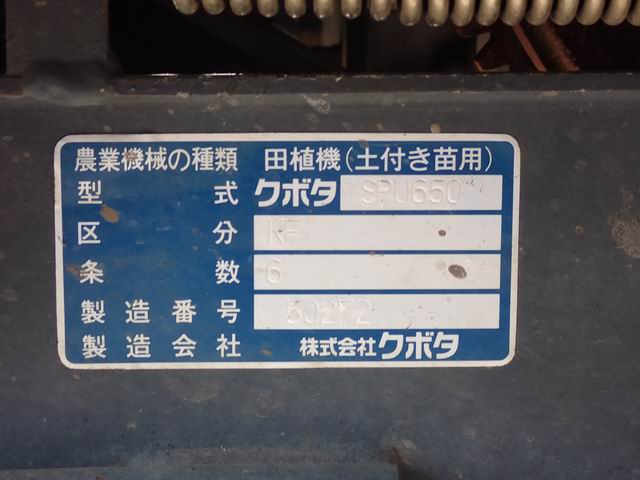 農業機械の種類 田植機(土付き苗用)
型式 クボタ SPU650
区分 KF
条数 6
製造番号 50272
製造会社 株式会社クボタ